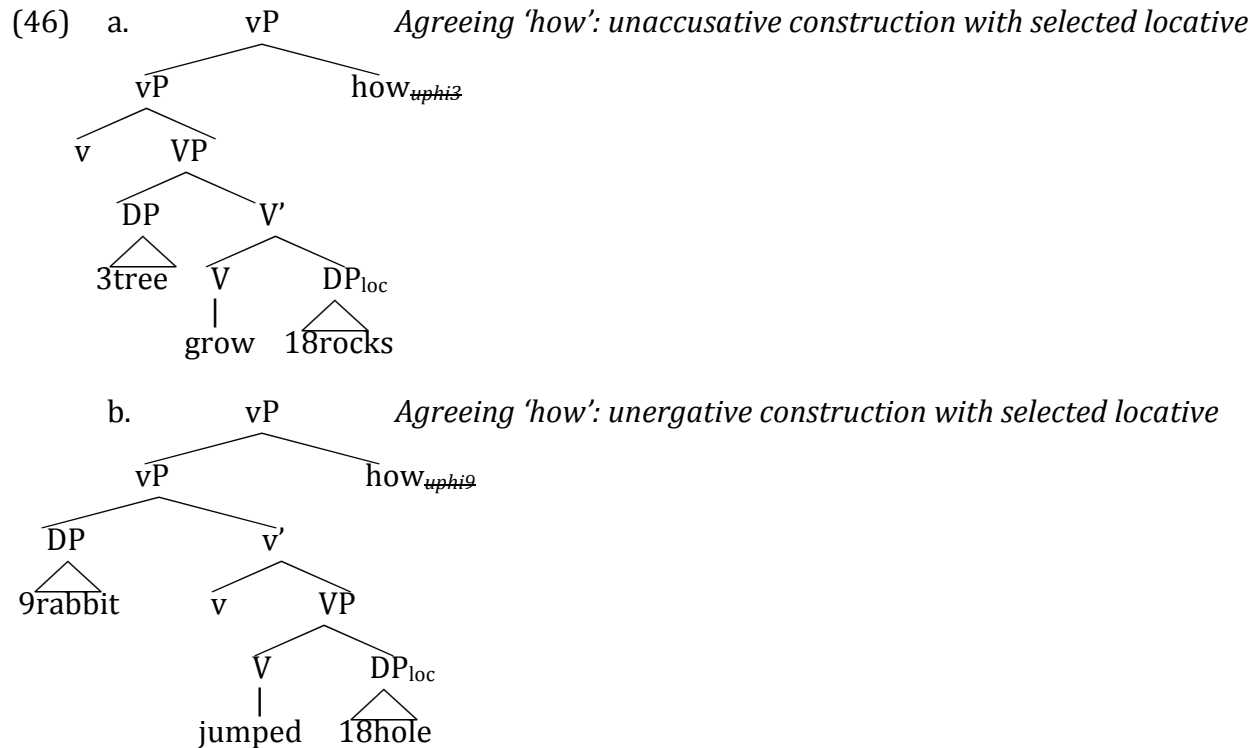 (46) a. vP Agreeing ‘how’: unaccusative construction with selected locative
vP how uphi3
v VP
DP V’
3tree V DPloc
grow 18rocks
b. vP Agreeing ‘how’: unergative construction with selected locative
vP how uphi9
DP v’
9rabbit v VP
V DPloc
jumped 18hole